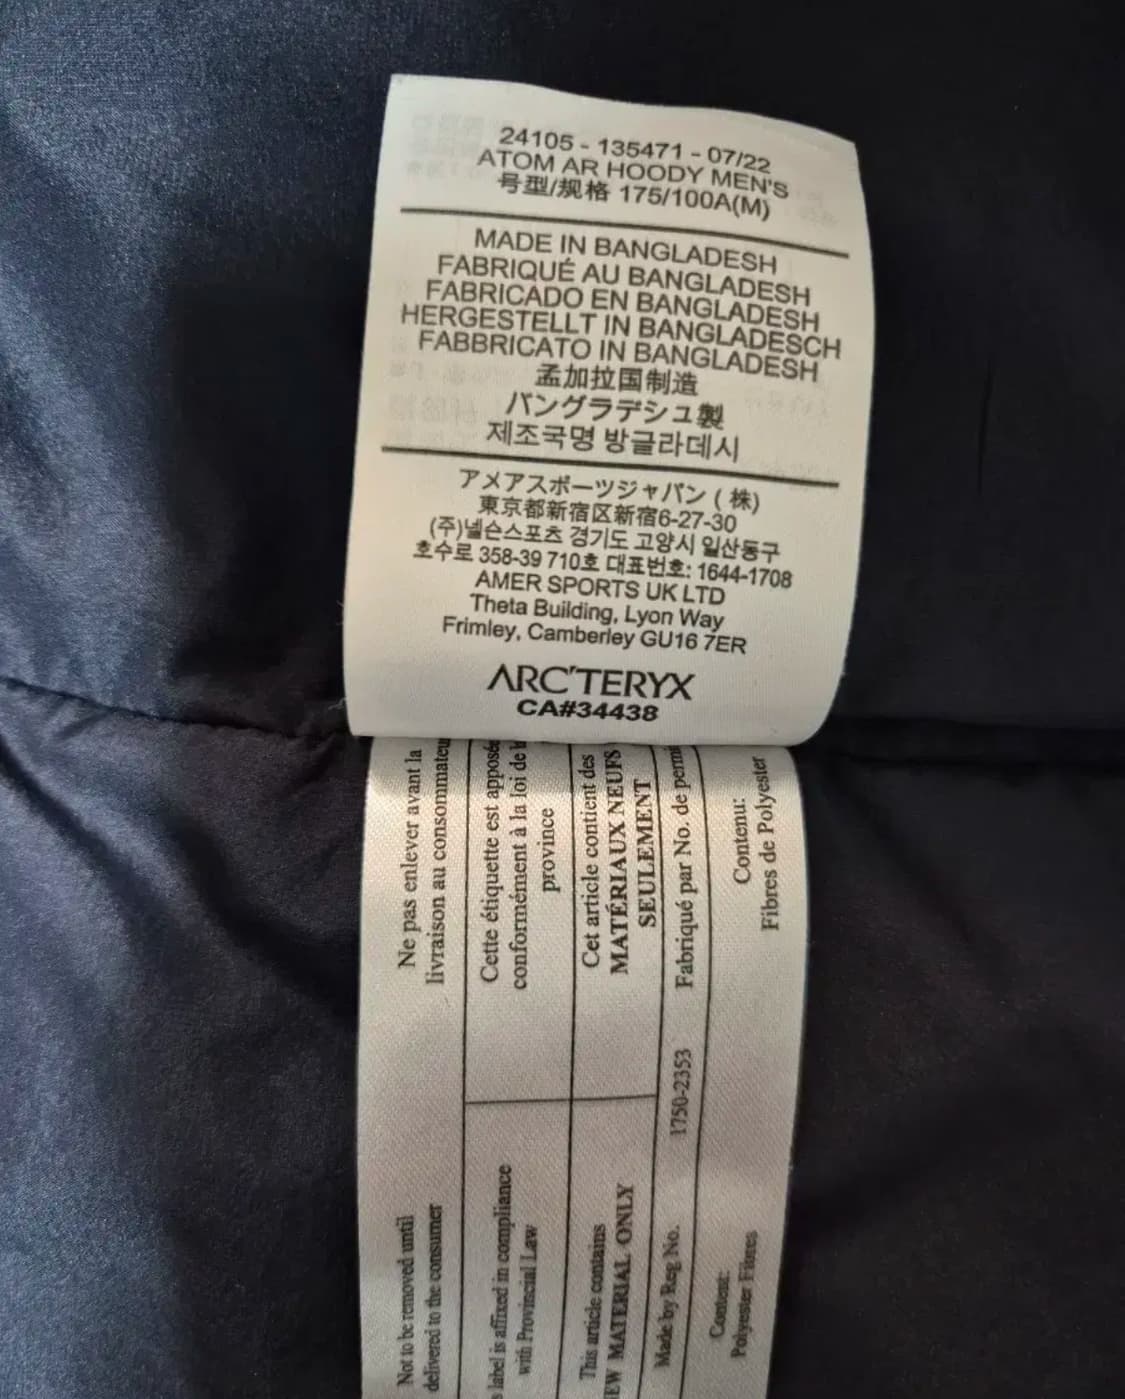 24105 - 135471 - 07/22
ATOM AR HOODY MEN'S
号型/规格 175/100A(M)
MADE IN BANGLADESH
FABRIQUÉ AU BANGLADESH
FABRICADO EN BANGLADESH
HERGESTELLT IN BANGLADESCH
FABBRICATO IN BANGLADESH
孟加拉国制造
バングラデシュ製
제조국명 방글라데시
アメアスポーツジャパン (株)
東京都新宿区新宿6-27-30
(주)넬슨스포츠 경기도 고양시 일산동구
호수로 358-39 710호 대표번호: 1644-1708
AMER SPORTS UK LTD
Theta Building, Lyon Way
Frimley, Camberley GU16 7ER
ARC'TERYX
CA#34438
Not to be removed until
delivered to the consumer
Ne pas enlever avant la
livraison au consommateur
label is affixed in compliance
with Provincial Law
Cette étiquette est apposée
conformément à la loi de
province
This article contains
MATERIAL ONLY
Cet article contient des
MATÉRIAUX NEUFS
SEULEMENT
Made by Reg No.
1750-2353
Fabriqué par No. de
Content:
Polyester Fibres
Contenu:
Fibres de Polyester